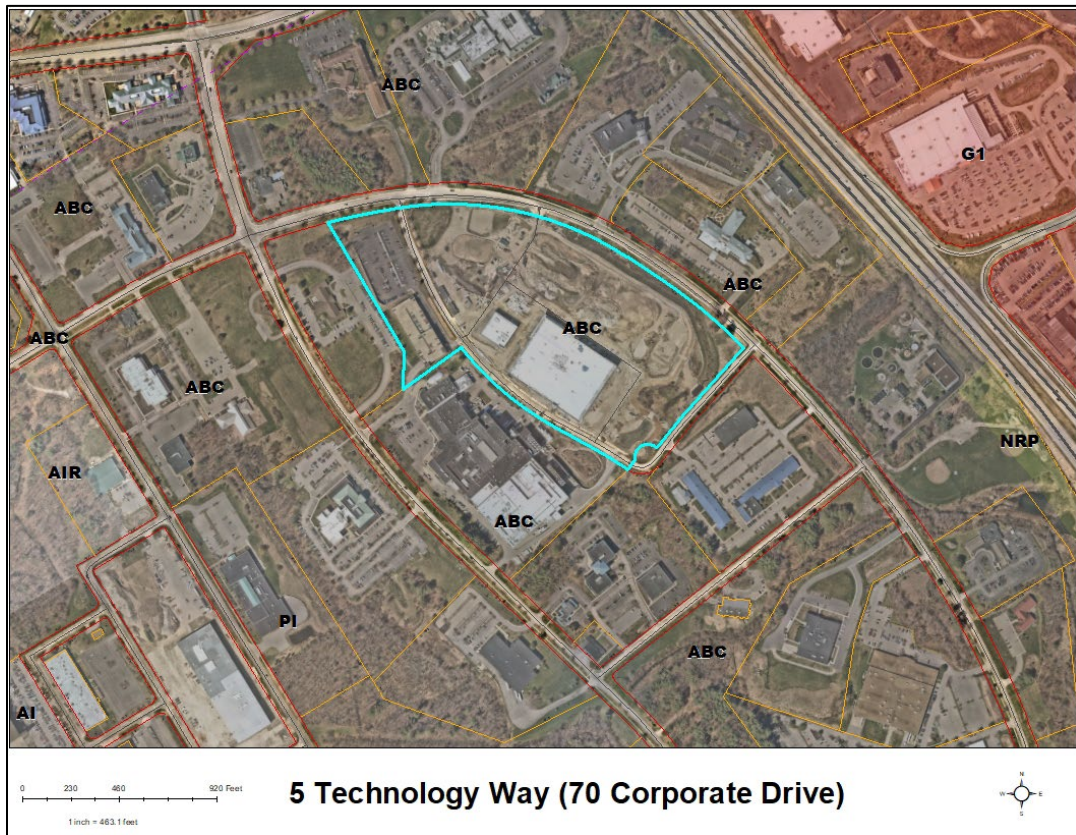 ABC
G1
ABC
ABC
ABC
ABC
ABC
AIR
NRP
ABC
PI
ABC
AI
0 230 460 920 Feet
1 inch = 463.1 feet
5 Technology Way (70 Corporate Drive)
N
W E
S